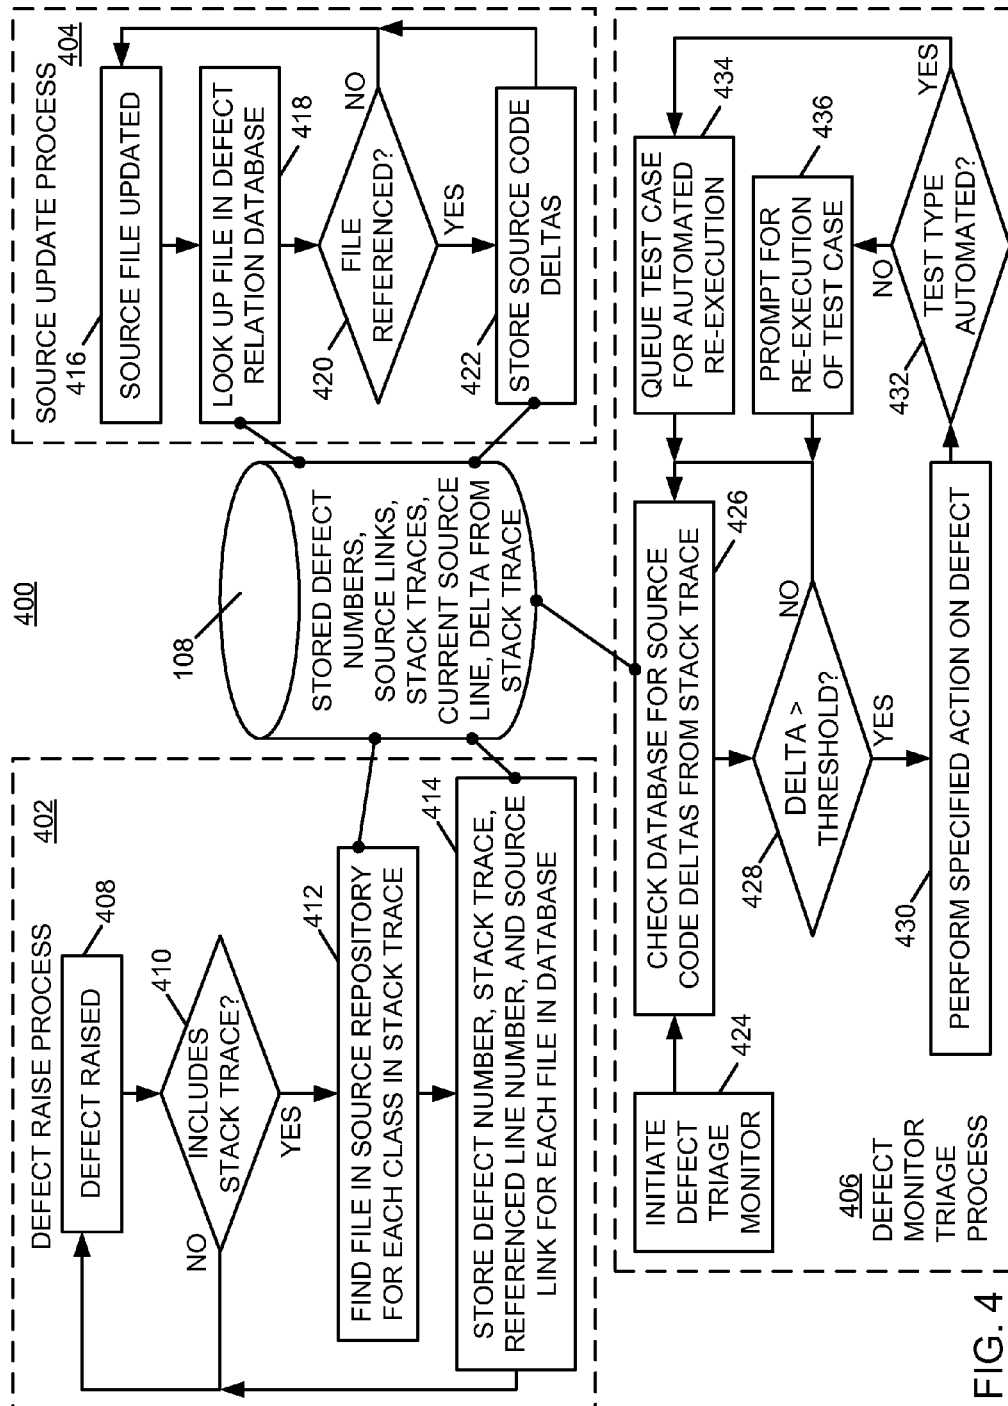 400
DEFECT RAISE PROCESS
402
DEFECT RAISED
408
INCLUDES
STACK TRACE?
410
NO
YES
FIND FILE IN SOURCE REPOSITORY
FOR EACH CLASS IN STACK TRACE
412
STORE DEFECT NUMBER, STACK TRACE,
REFERENCED LINE NUMBER, AND SOURCE
LINK FOR EACH FILE IN DATABASE
414
108
STORED DEFECT
NUMBERS,
SOURCE LINKS,
STACK TRACES,
CURRENT SOURCE
LINE, DELTA FROM
STACK TRACE
SOURCE UPDATE PROCESS
404
416
SOURCE FILE UPDATED
LOOK UP FILE IN DEFECT
RELATION DATABASE
418
420
FILE
REFERENCED?
NO
YES
422
STORE SOURCE CODE
DELTAS
INITIATE
DEFECT
TRIAGE
MONITOR
424
406
DEFECT
MONITOR
TRIAGE
PROCESS
CHECK DATABASE FOR SOURCE
CODE DELTAS FROM STACK TRACE
426
DELTA >
THRESHOLD?
428
NO
YES
430
PERFORM SPECIFIED ACTION ON DEFECT
QUEUE TEST CASE
FOR AUTOMATED
RE-EXECUTION
434
PROMPT FOR
RE-EXECUTION
OF TEST CASE
436
432
TEST TYPE
AUTOMATED?
NO
YES
FIG. 4